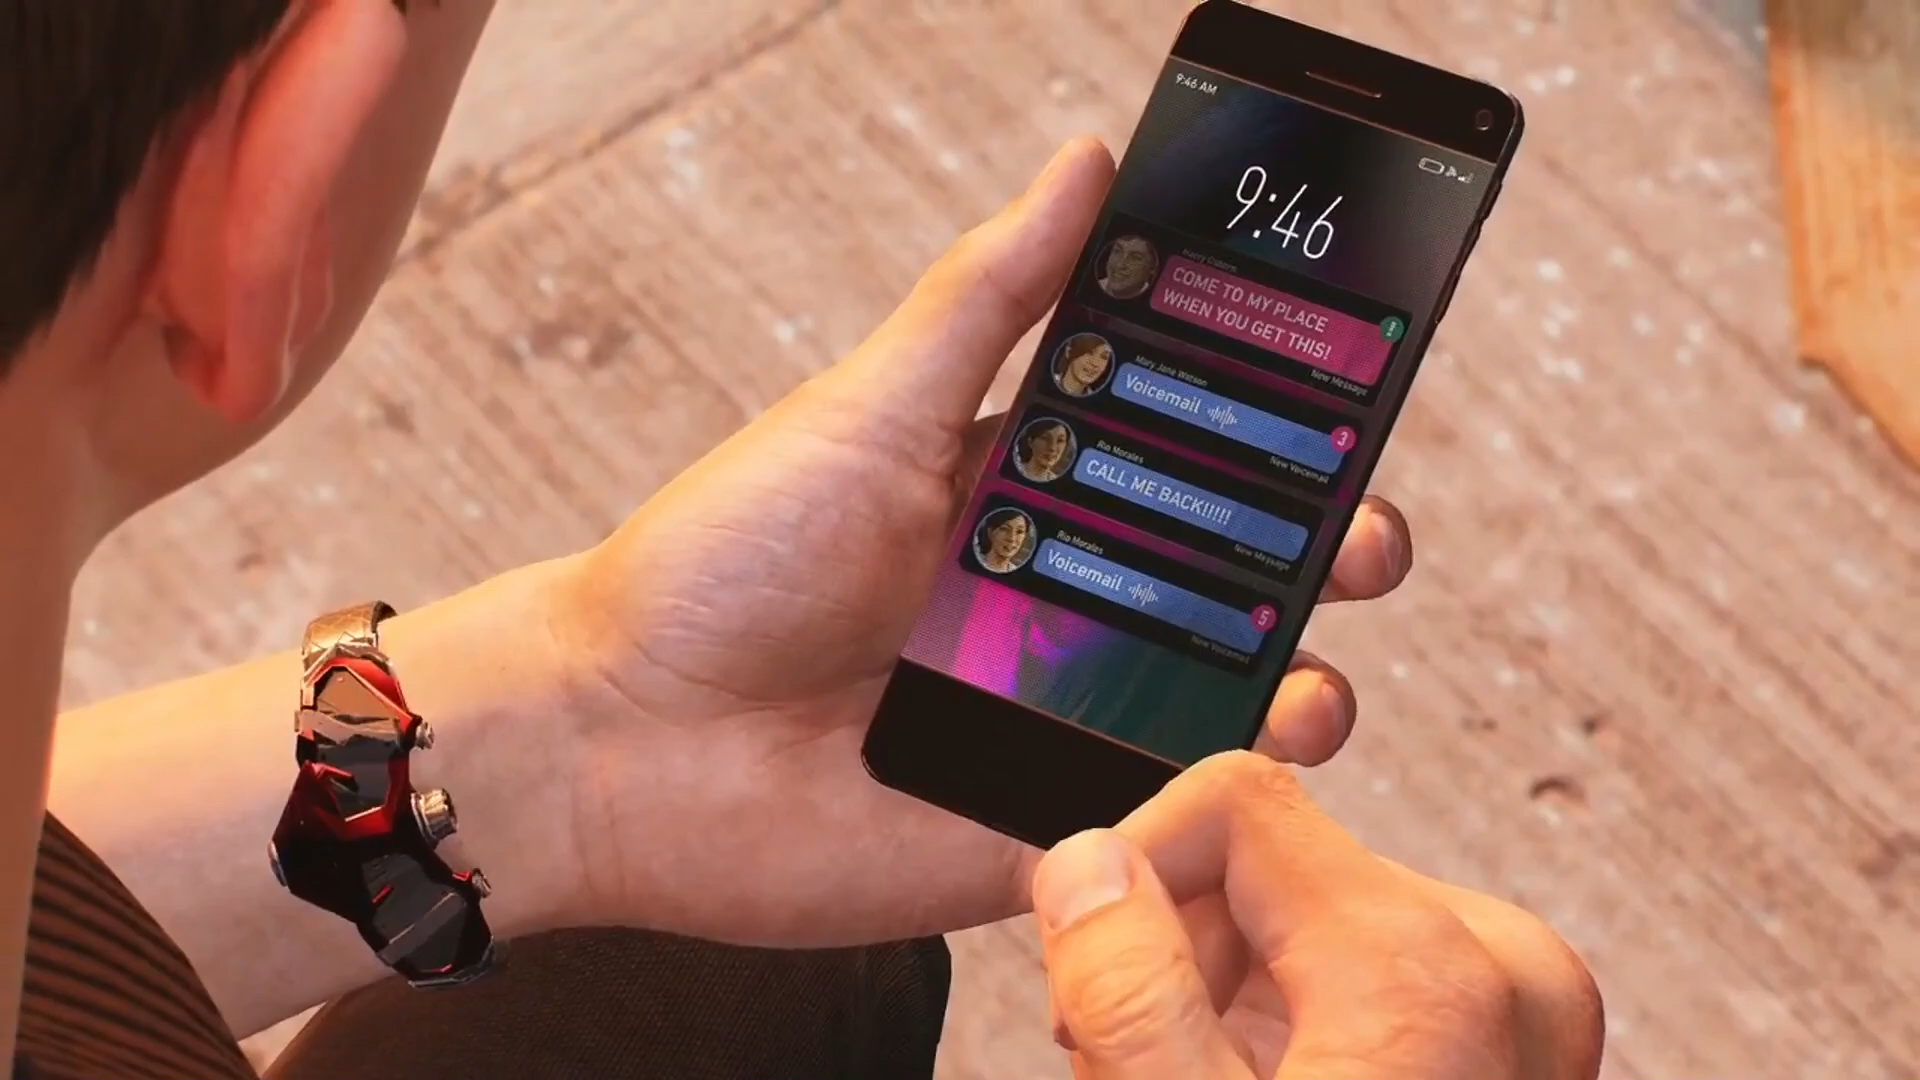 9:46 AM
9:46
Harry Osborn
COME TO MY PLACE
WHEN YOU GET THIS!
New Message
Mary Jane Watson
Voicemail
3
New Voicemail
Rio Morales
CALL ME BACK!!!!!
New Message
Rio Morales
Voicemail
5
New Voicemail